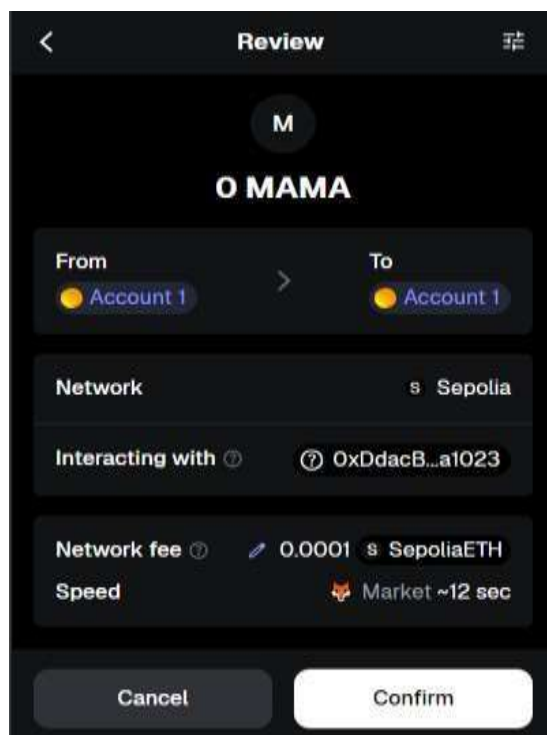 Review
M
0 MAMA
From To
Account 1 > Account 1
Network S Sepolia
Interacting with ? ? 0xDdacB...a1023
Network fee ? 0.0001 S SepoliaETH
Speed Market ~12 sec
Cancel Confirm